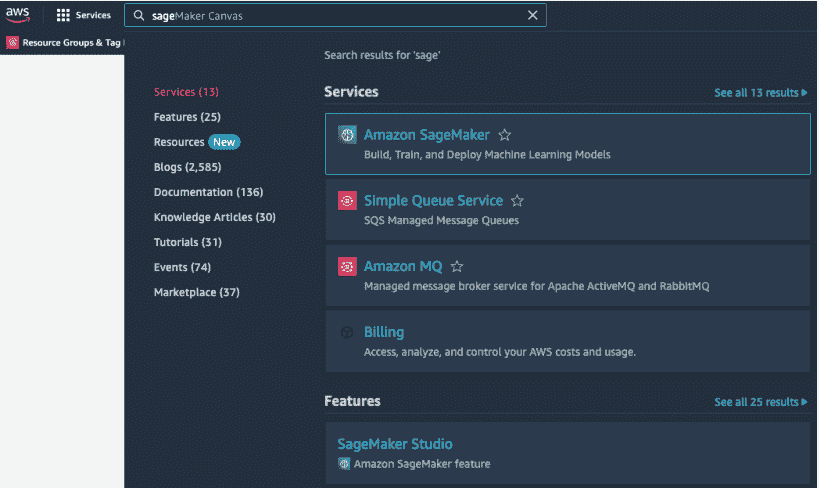 aws
Services
sageMaker Canvas
Resource Groups & Tag
Search results for 'sage'
Services (13)
Features (25)
Resources New
Blogs (2,585)
Documentation (136)
Knowledge Articles (30)
Tutorials (31)
Events (74)
Marketplace (37)
Services
See all 13 results
Amazon SageMaker
Build, Train, and Deploy Machine Learning Models
Simple Queue Service
SQS Managed Message Queues
Amazon MQ
Managed message broker service for Apache ActiveMQ and RabbitMQ
Billing
Access, analyze, and control your AWS costs and usage.
Features
See all 25 results
SageMaker Studio
Amazon SageMaker feature